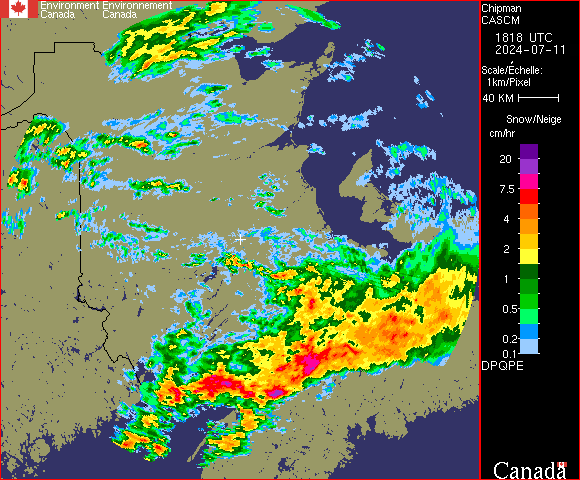 Environment Environnement
Canada Canada
Chipman
CASCM
1818 UTC
2024-07-11
Scale/Échelle:
1km/Pixel
40 KM
Snow/Neige
cm/hr
20
7.5
4
2
1
0.5
0.2
0.1
DPQPE
Canada